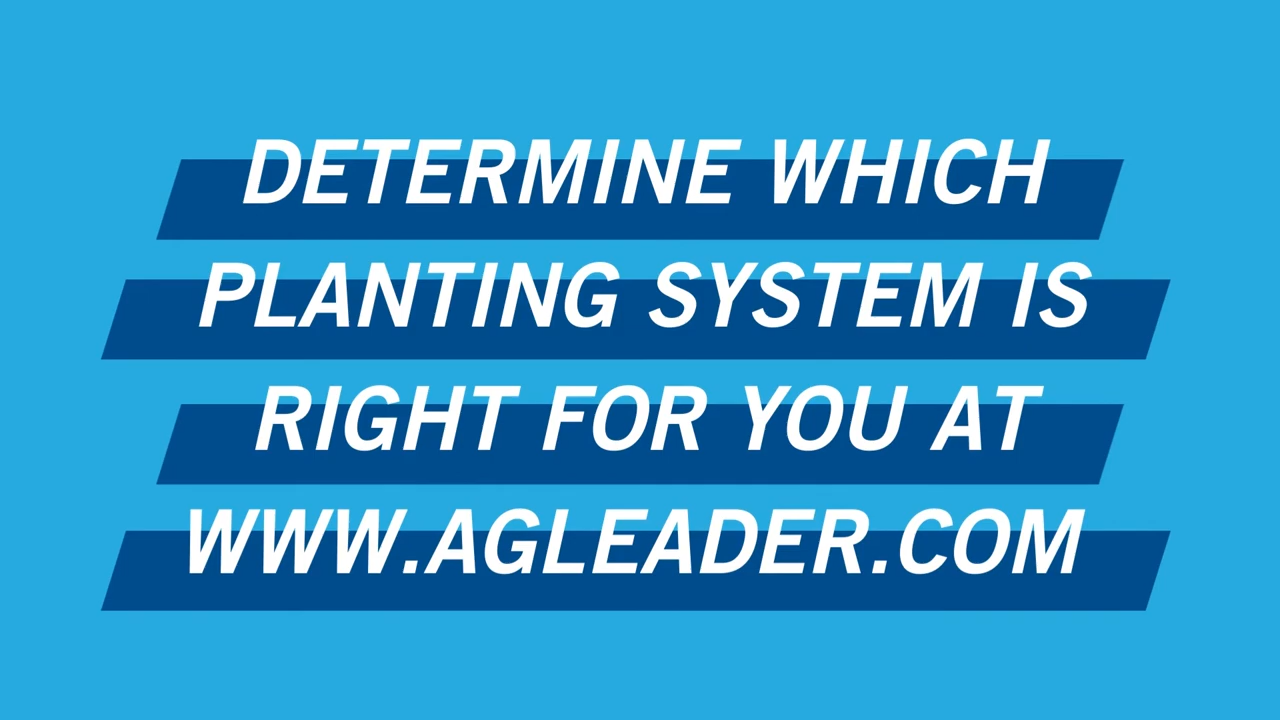 DETERMINE WHICH
PLANTING SYSTEM IS
RIGHT FOR YOU AT
WWW.AGLEADER.COM